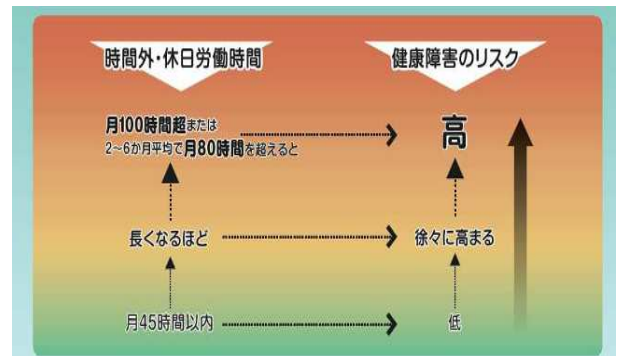 時間外・休日労働時間
健康障害のリスク
月100時間超または
2~6か月平均で月80時間を超えると
高
長くなるほど
徐々に高まる
月45時間以内
低